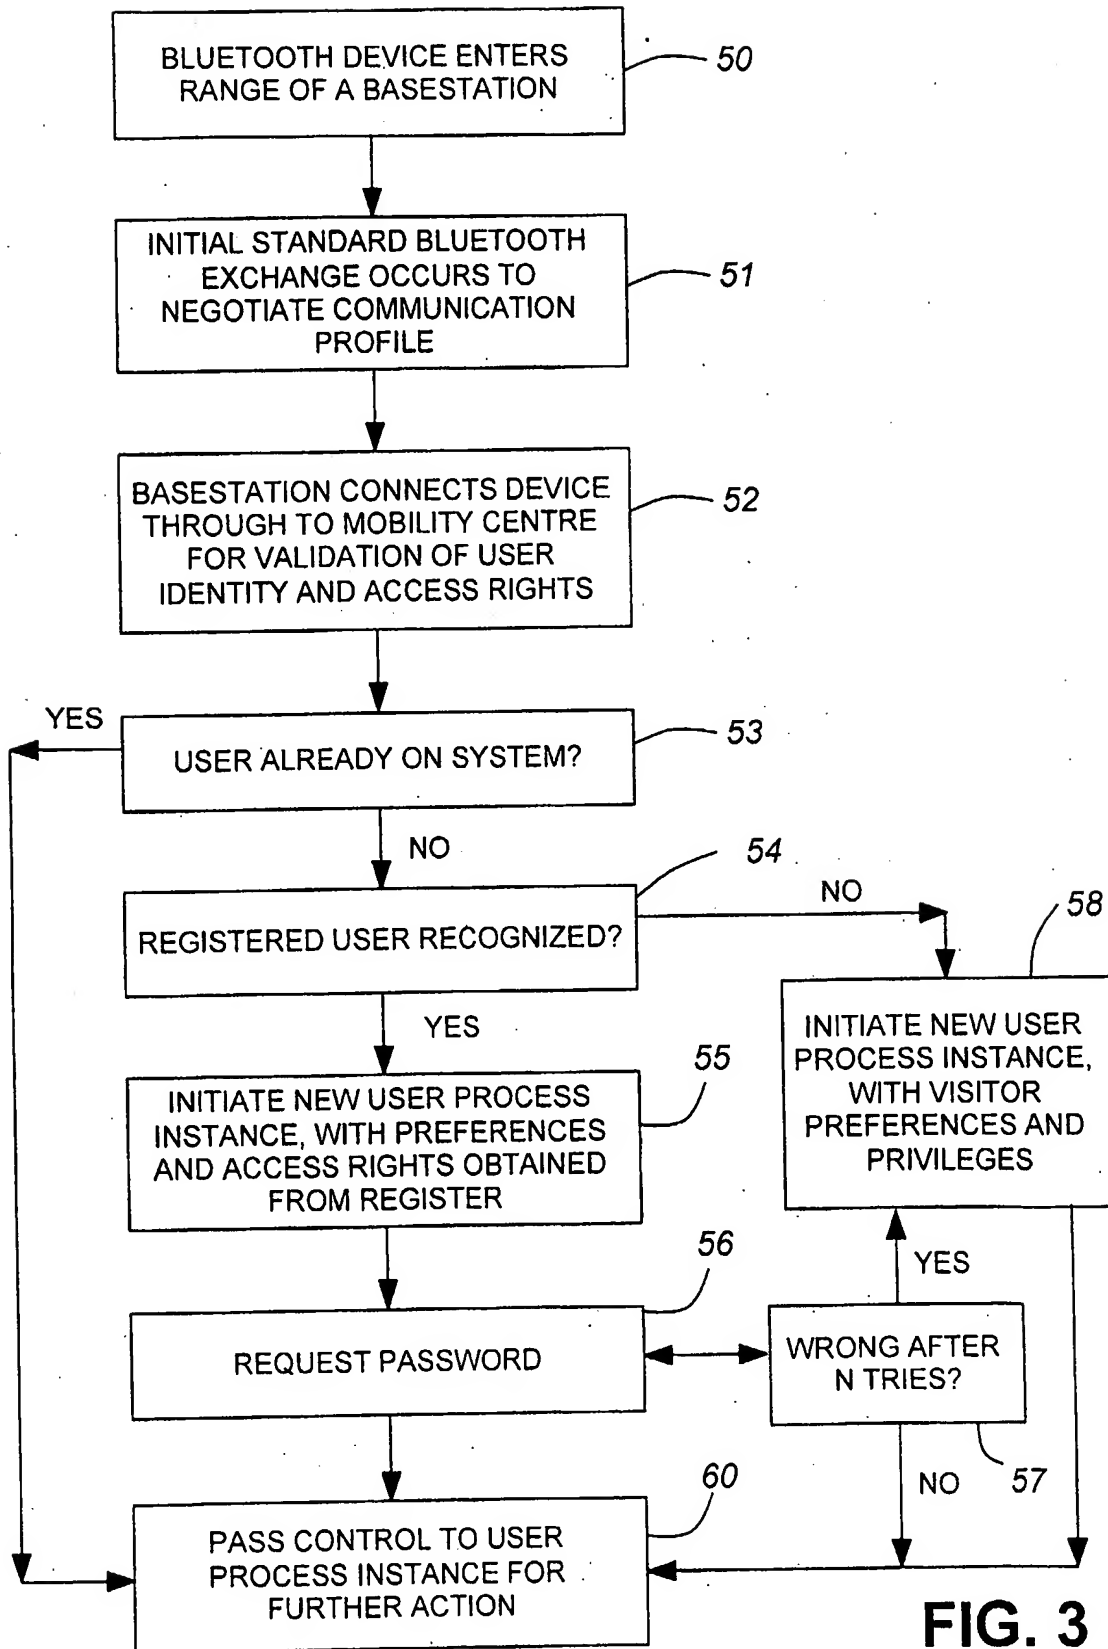 BLUETOOTH DEVICE ENTERS
RANGE OF A BASESTATION
50
INITIAL STANDARD BLUETOOTH
EXCHANGE OCCURS TO
NEGOTIATE COMMUNICATION
PROFILE
51
BASESTATION CONNECTS DEVICE
THROUGH TO MOBILITY CENTRE
FOR VALIDATION OF USER
IDENTITY AND ACCESS RIGHTS
52
YES
USER ALREADY ON SYSTEM?
53
NO
54
REGISTERED USER RECOGNIZED?
NO
58
YES
INITIATE NEW USER PROCESS
INSTANCE, WITH PREFERENCES
AND ACCESS RIGHTS OBTAINED
FROM REGISTER
55
INITIATE NEW USER
PROCESS INSTANCE,
WITH VISITOR
PREFERENCES AND
PRIVILEGES
56
YES
REQUEST PASSWORD
WRONG AFTER
N TRIES?
57
NO
60
PASS CONTROL TO USER
PROCESS INSTANCE FOR
FURTHER ACTION
FIG. 3